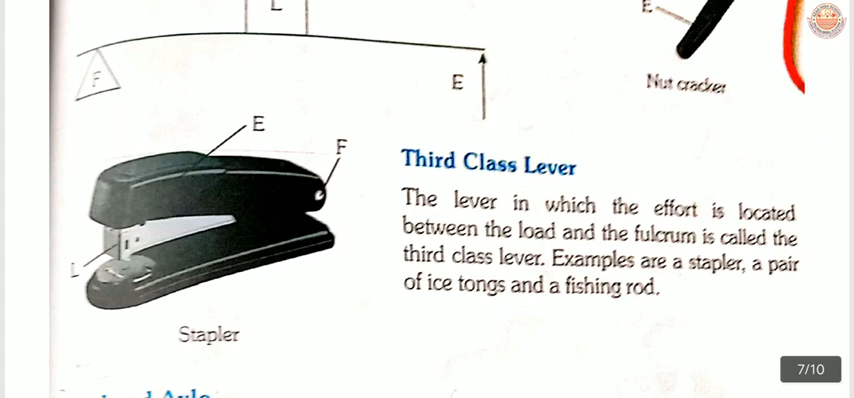 L
E
F
E
Nut cracker
E
F
Third Class Lever
The lever in which the effort is located
between the load and the fulcrum is called the
third class lever. Examples are a stapler, a pair
of ice tongs and a fishing rod.
L
Stapler
7/10